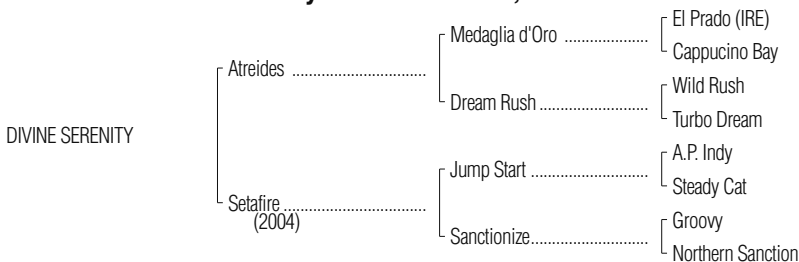 El Prado (IRE)
Medaglia d'Oro ....................
Cappucino Bay
Atreides ................................
Wild Rush
Dream Rush..........................
Turbo Dream
DIVINE SERENITY
A.P. Indy
Jump Start ............................
Steady Cat
Setafire ..................................
(2004)
Groovy
Sanctionize............................
Northern Sanction